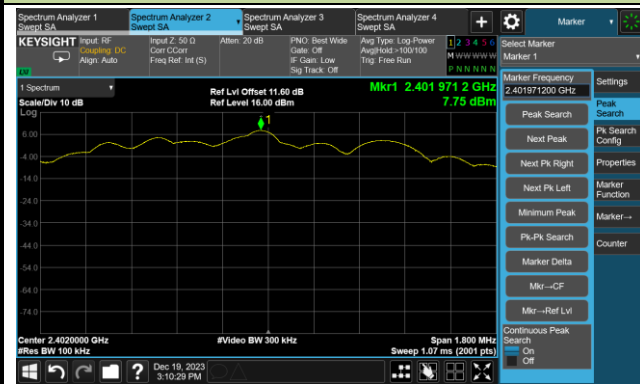 Spectrum Analyzer 1
Swept SA
Spectrum Analyzer 2
Swept SA
Spectrum Analyzer 3
Swept SA
Spectrum Analyzer 4
Swept SA
+
Marker
KEYSIGHT
Input: RF
Coupling: DC
Align: Auto
Input Z: 50 Ω
Corr CCorr
Freq Ref: Int (S)
Atten: 20 dB
PNO: Best Wide
Gate: Off
IF Gain: Low
Sig Track: Off
Avg Type: Log-Power
Avg|Hold:>100/100
Trig: Free Run
1 2 3 4 5 6
M W W W W W
P N N N N N
Select Marker
Marker 1
1 Spectrum
Scale/Div 10 dB
Log
Ref Lvl Offset 11.60 dB
Ref Level 16.00 dBm
Mkr1 2.401 971 2 GHz
7.75 dBm
1
6.00
-4.00
-14.0
-24.0
-34.0
-44.0
-54.0
-64.0
-74.0
Center 2.4020000 GHz
#Res BW 100 kHz
#Video BW 300 kHz
Span 1.800 MHz
Sweep 1.07 ms (2001 pts)
Marker Frequency
2.401971200 GHz
Peak Search
Next Peak
Next Pk Right
Next Pk Left
Minimum Peak
Pk-Pk Search
Marker Delta
Mkr→CF
Mkr→Ref Lvl
Continuous Peak
Search
On
Off
Settings
Peak
Search
Pk Search
Config
Properties
Marker
Function
Marker→
Counter
?
Dec 19, 2023
3:10:29 PM